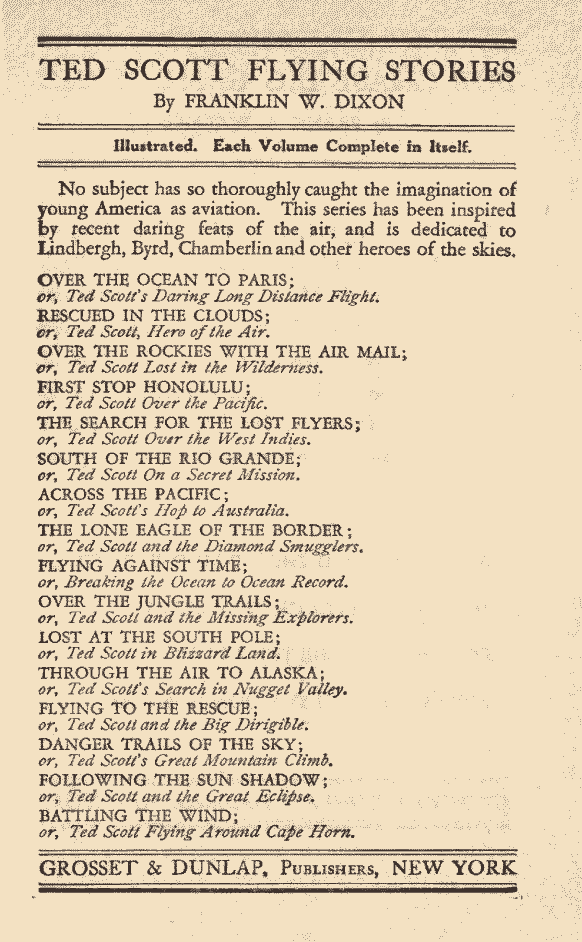 TED SCOTT FLYING STORIES
By FRANKLIN W. DIXON
Illustrated. Each Volume Complete in Itself.
No subject has so thoroughly caught the imagination of
young America as aviation. This series has been inspired
by recent daring feats of the air, and is dedicated to
Lindbergh, Byrd, Chamberlin and other heroes of the skies.
OVER THE OCEAN TO PARIS;
or, Ted Scott's Daring Long Distance Flight.
RESCUED IN THE CLOUDS;
or, Ted Scott, Hero of the Air.
OVER THE ROCKIES WITH THE AIR MAIL;
or, Ted Scott Lost in the Wilderness.
FIRST STOP HONOLULU;
or, Ted Scott Over the Pacific.
THE SEARCH FOR THE LOST FLYERS;
or, Ted Scott Over the West Indies.
SOUTH OF THE RIO GRANDE;
or, Ted Scott On a Secret Mission.
ACROSS THE PACIFIC;
or, Ted Scott's Hop to Australia.
THE LONE EAGLE OF THE BORDER;
or, Ted Scott and the Diamond Smugglers.
FLYING AGAINST TIME;
or, Breaking the Ocean to Ocean Record.
OVER THE JUNGLE TRAILS;
or, Ted Scott and the Missing Explorers.
LOST AT THE SOUTH POLE;
or, Ted Scott in Blizzard Land.
THROUGH THE AIR TO ALASKA;
or, Ted Scott's Search in Nugget Valley.
FLYING TO THE RESCUE;
or, Ted Scott and the Big Dirigible.
DANGER TRAILS OF THE SKY;
or, Ted Scott's Great Mountain Climb.
FOLLOWING THE SUN SHADOW;
or, Ted Scott and the Great Eclipse.
BATTLING THE WIND;
or, Ted Scott Flying Around Cape Horn.
GROSSET & DUNLAP, PUBLISHERS, NEW YORK